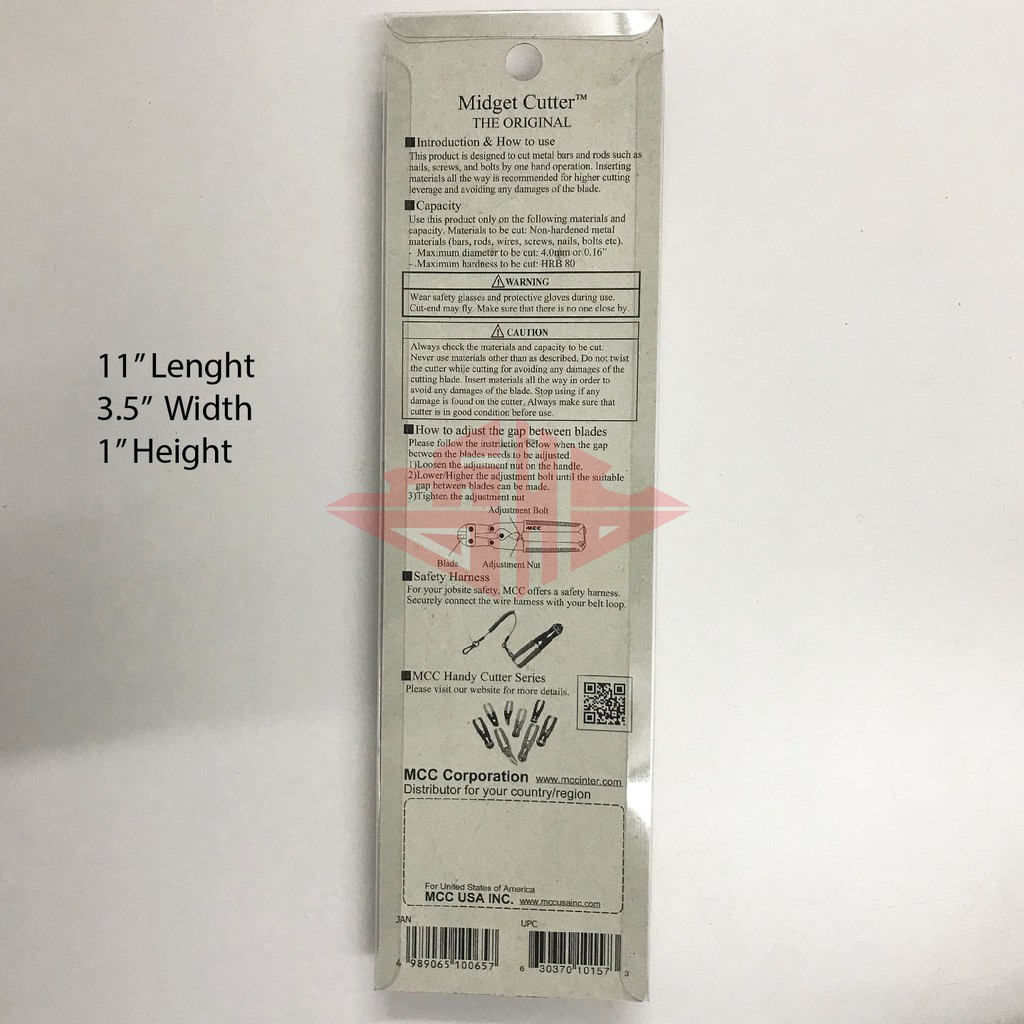 Midget Cutter™
THE ORIGINAL
■Introduction & How to use
This product is designed to cut metal bars and rods such as
nails, screws, and bolts by one hand operation. Inserting
materials all the way is recommended for higher cutting
leverage and avoiding any damages of the blade.
■Capacity
Use this product only on the following materials and
capacity. Materials to be cut: Non-hardened metal
materials (bars, rods, wires, screws, nails, bolts etc).
- Maximum diameter to be cut: 4.0mm or 0.16"
- Maximum hardness to be cut: HRB 80
⚠WARNING
Wear safety glasses and protective gloves during use.
Cut-end may fly. Make sure that there is no one close by.
⚠CAUTION
Always check the materials and capacity to be cut.
Never use materials other than as described. Do not twist
the cutter while cutting for avoiding any damages of the
cutting blade. Insert materials all the way in order to
avoid any damages of the blade. Stop using if any
damage is found on the cutter. Always make sure that
cutter is in good condition before use.
11" Lenght
3.5" Width
1" Height
■How to adjust the gap between blades
Please follow the instruction below when the gap
between the blades needs to be adjusted.
1)Loosen the adjustment nut on the handle.
2)Lower/Higher the adjustment bolt until the suitable
gap between blades can be made.
3)Tighten the adjustment nut
Adjustment Bolt
MCC
Blade Adjustment Nut
■Safety Harness
For your jobsite safety, MCC offers a safety harness.
Securely connect the wire harness with your belt loop.
■MCC Handy Cutter Series
Please visit our website for more details.
MCC Corporation www.mccinter.com
Distributor for your country/region
For United States of America
MCC USA INC. www.mccusainc.com
JAN UPC
4 989065 100657 6 30370 10157 3